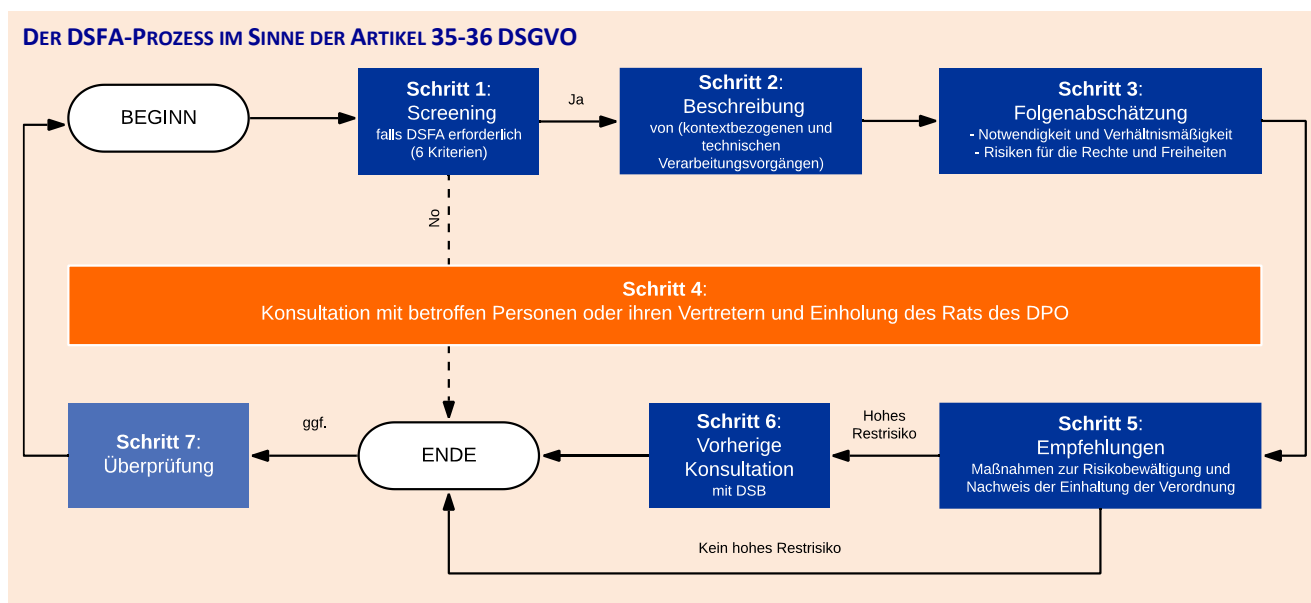 DER DSFA-PROZESS IM SINNE DER ARTIKEL 35-36 DSGVO
BEGINN
Schritt 1:
Screening
falls DSFA erforderlich
(6 Kriterien)
Ja
Schritt 2:
Beschreibung
von (kontextbezogenen und
technischen
Verarbeitungsvorgängen)
Schritt 3:
Folgenabschätzung
- Notwendigkeit und Verhältnismäßigkeit
- Risiken für die Rechte und Freiheiten
No
Schritt 4:
Konsultation mit betroffen Personen oder ihren Vertretern und Einholung des Rats des DPO
Schritt 7:
Überprüfung
ggf.
ENDE
Schritt 6:
Vorherige
Konsultation
mit DSB
Hohes
Restrisiko
Schritt 5:
Empfehlungen
Maßnahmen zur Risikobewältigung und
Nachweis der Einhaltung der Verordnung
Kein hohes Restrisiko